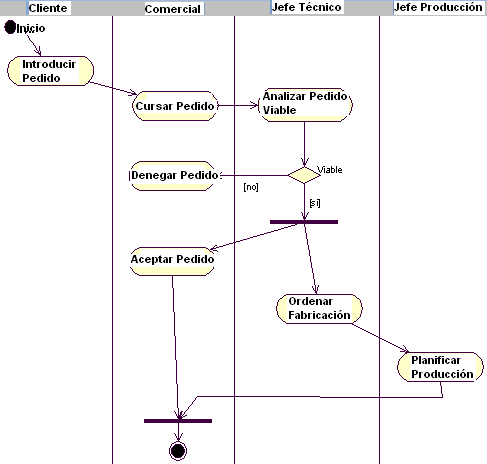 Cliente
Comercial
Jefe Técnico
Jefe Producción
Inicio
Introducir
Pedido
Cursar Pedido
Analizar Pedido
Viable
Viable
Denegar Pedido
[no]
[si]
Aceptar Pedido
Ordenar
Fabricación
Planificar
Producción